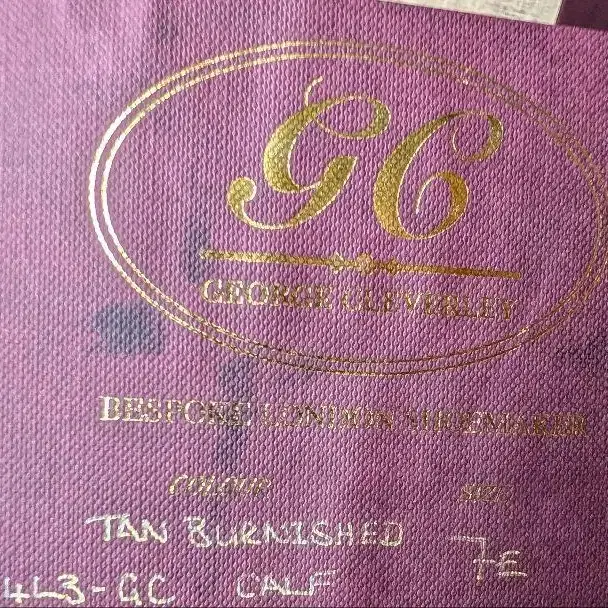 GC
GEORGE CLEVERLEY
BESPOKE LONDON SHOEMAKER
COLOUR SIZE
TAN BURNISHED 7E
4L3-GC CALF